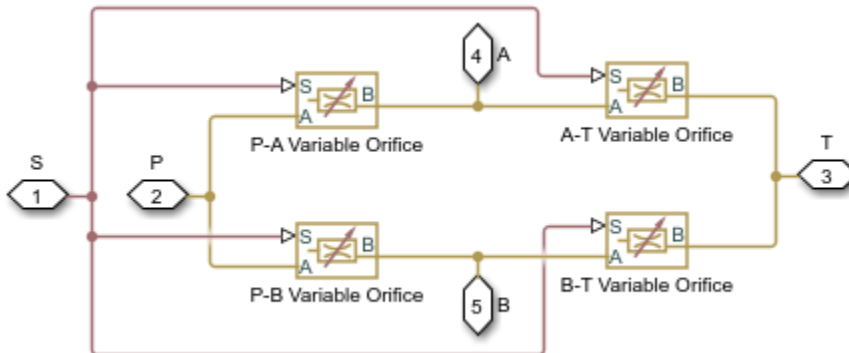 4 A
S B
A
P-A Variable Orifice
S B
A
A-T Variable Orifice
S
1
P
2
T
3
S B
A
P-B Variable Orifice
S B
A
B-T Variable Orifice
5 B